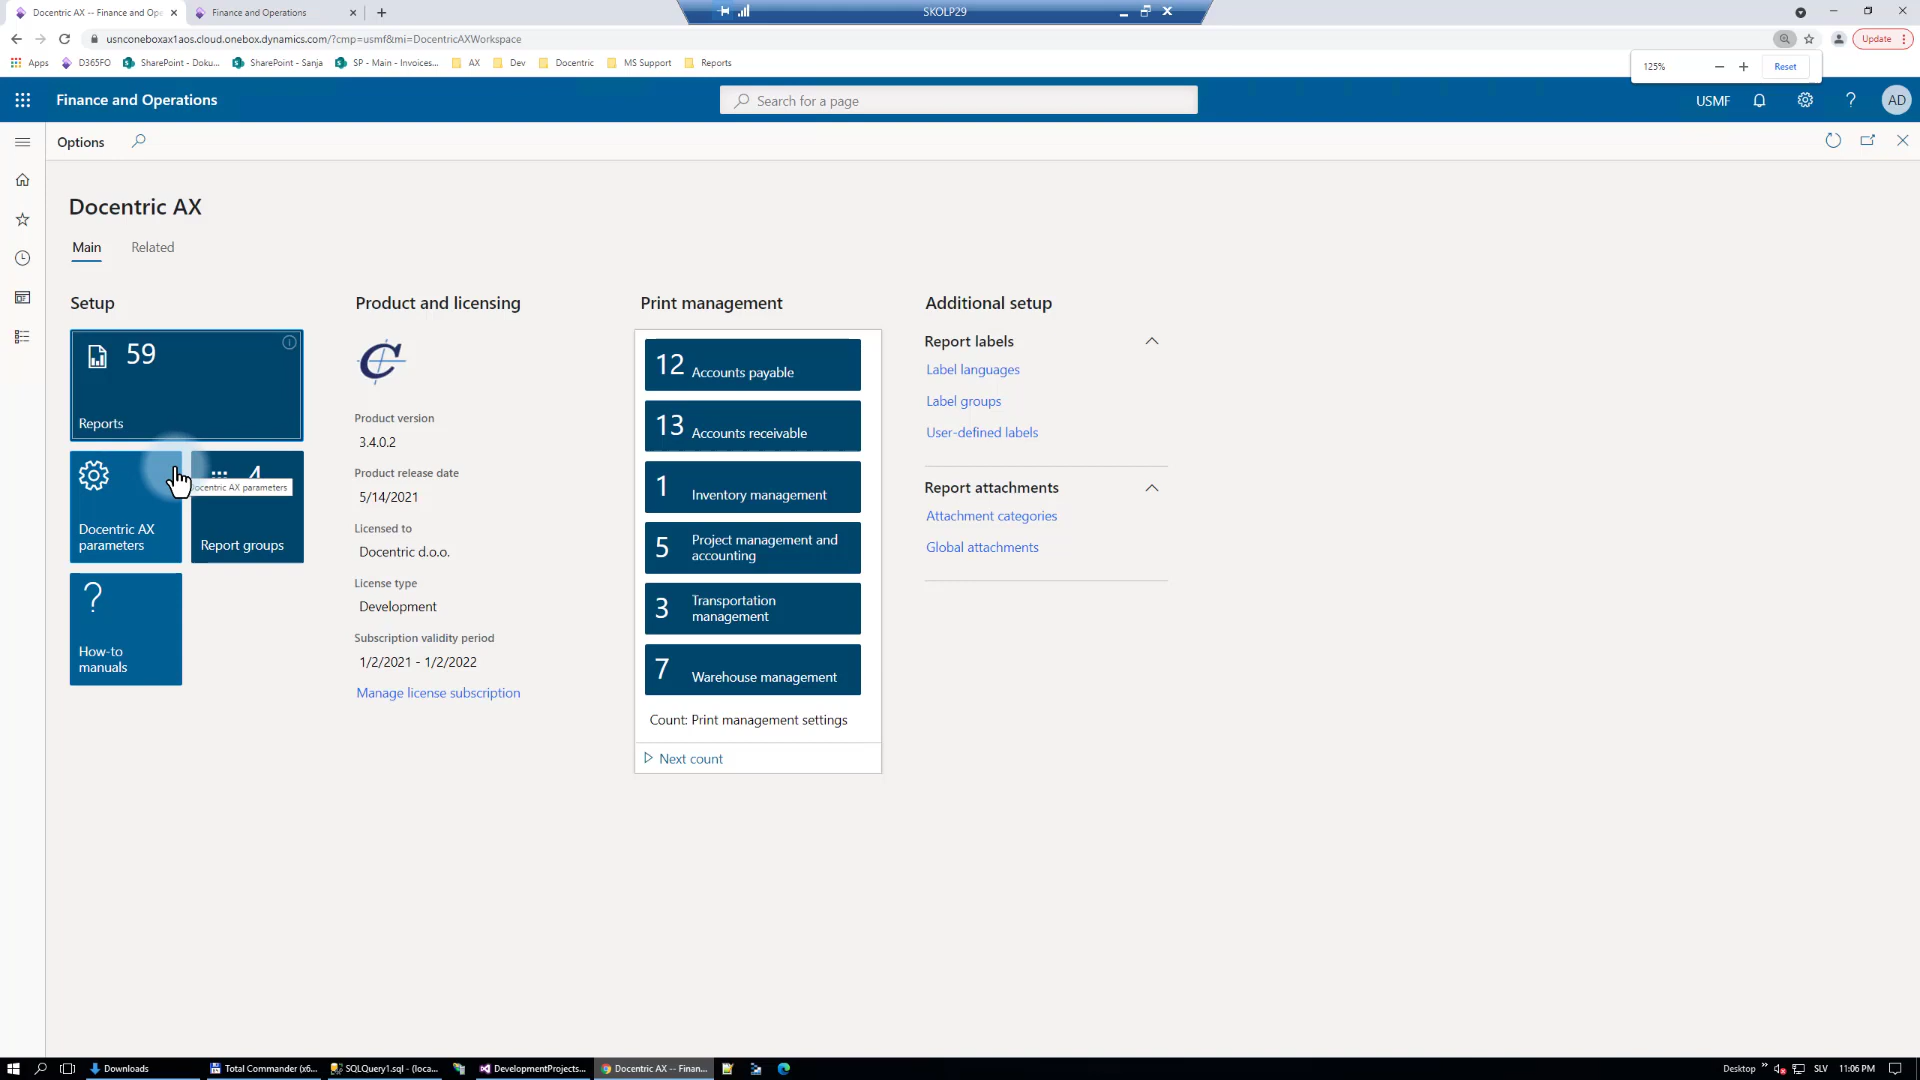 Docentric AX -- Finance and Ope
Finance and Operations
SKOLP29
usnconeboxax1aos.cloud.onebox.dynamics.com/?cmp=usmf&mi=DocentricAXWorkspace
Update
Apps
D365FO
SharePoint - Doku...
SharePoint - Sanja
SP - Main - Invoices...
AX
Dev
Docentric
MS Support
Reports
125%
Reset
Finance and Operations
Search for a page
USMF
AD
Options
Docentric AX
Main
Related
Setup
59
Reports
Docentric AX
parameters
4
Report groups
ocentric AX parameters
How-to
manuals
Product and licensing
Product version
3.4.0.2
Product release date
5/14/2021
Licensed to
Docentric d.o.o.
License type
Development
Subscription validity period
1/2/2021 - 1/2/2022
Manage license subscription
Print management
12 Accounts payable
13 Accounts receivable
1 Inventory management
5 Project management and
accounting
3 Transportation
management
7 Warehouse management
Count: Print management settings
Next count
Additional setup
Report labels
Label languages
Label groups
User-defined labels
Report attachments
Attachment categories
Global attachments
Downloads
Total Commander (x6...
SQLQuery1.sql - (loca...
DevelopmentProjects...
Docentric AX -- Finan...
Desktop
SLV
11:06 PM